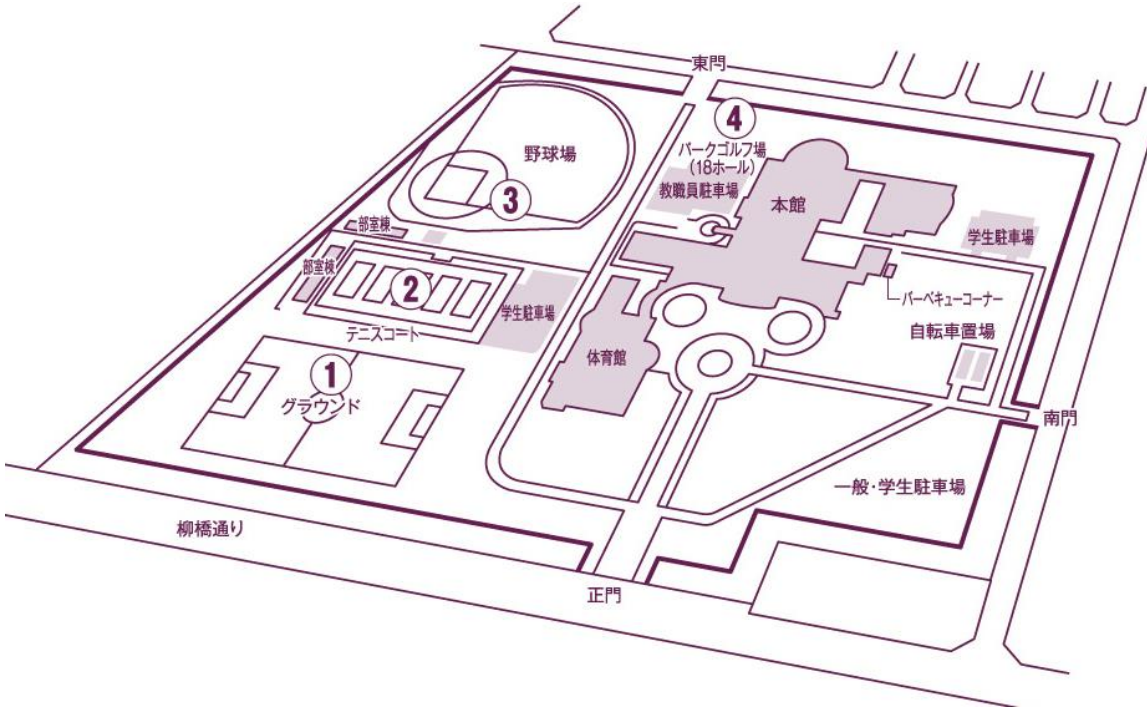 東門
④
パークゴルフ場
(18ホール)
教職員駐車場
野球場
③
本館
部室棟
部室棟
学生駐車場
②
学生駐車場
バーベキューコーナー
テニスコート
自転車置場
体育館
①
グラウンド
南門
一般・学生駐車場
柳橋通り
正門